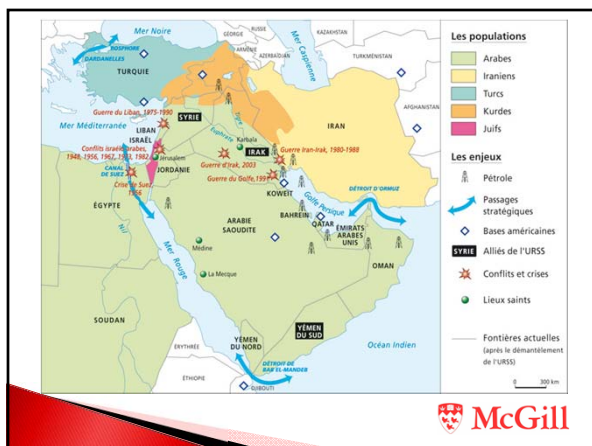 Mer Noire
BOSPHORE
DARDANELLES
GÉORGIE
RUSSIE
ARMÉNIE
AZERBAÏDJAN
Mer Caspienne
KAZAKHSTAN
TURKMÉNISTAN
AFGHANISTAN
TURQUIE
Guerre du Liban, 1975-1990
SYRIE
Mer Méditerranée
LIBAN
ISRAËL
Euphrate
Tigre
IRAN
Karbala
IRAK
Guerre Iran-Irak, 1980-1988
Conflits israélo-arabes,
1948, 1956, 1967, 1973, 1982
Jérusalem
JORDANIE
Guerre d'Irak, 2003
Guerre du Golfe, 1991
CANAL
DE SUEZ
Crise de Suez,
1956
KOWEÏT
Golfe Persique
DÉTROIT D'ORMUZ
ÉGYPTE
Nil
BAHREIN
QATAR
ÉMIRATS
ARABES
UNIS
ARABIE
SAOUDITE
Médine
Mer Rouge
La Mecque
OMAN
SOUDAN
YÉMEN
DU SUD
YÉMEN
DU NORD
Océan Indien
ÉRYTHRÉE
ÉTHIOPIE
DÉTROIT DE
BAB EL-MANDEB
DJIBOUTI
Les populations
Arabes
Iraniens
Turcs
Kurdes
Juifs
Les enjeux
Pétrole
Passages
stratégiques
Bases américaines
SYRIE
Alliés de l'URSS
Conflits et crises
Lieux saints
Fontières actuelles
(après le démantèlement
de l'URSS)
0 300 km
McGill